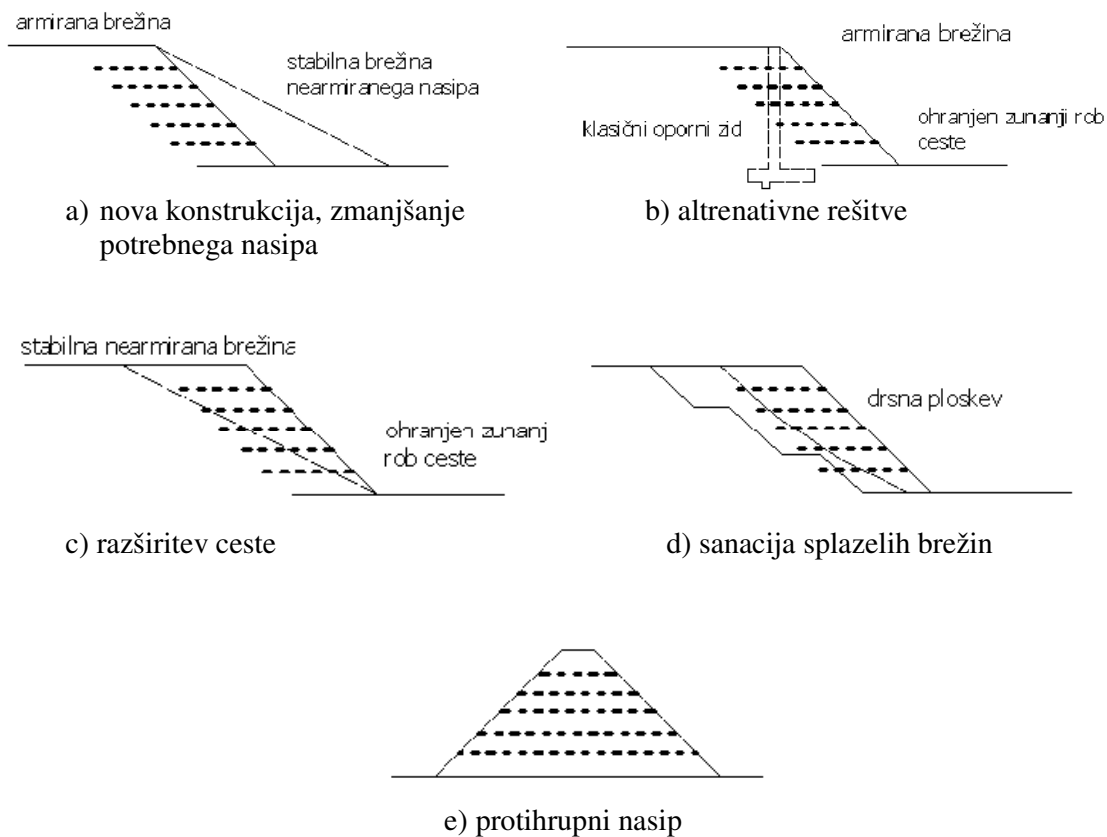 armirana brežina
stabilna brežina
nearmiranega nasipa
a) nova konstrukcija, zmanjšanje
potrebnega nasipa
armirana brežina
klasični oporni zid
ohranjen zunanji rob
ceste
b) altrenativne rešitve
stabilna nearmirana brežina
ohranjen zunanj
rob ceste
c) razširitev ceste
drsna ploskev
d) sanacija splazelih brežin
e) protihrupni nasip